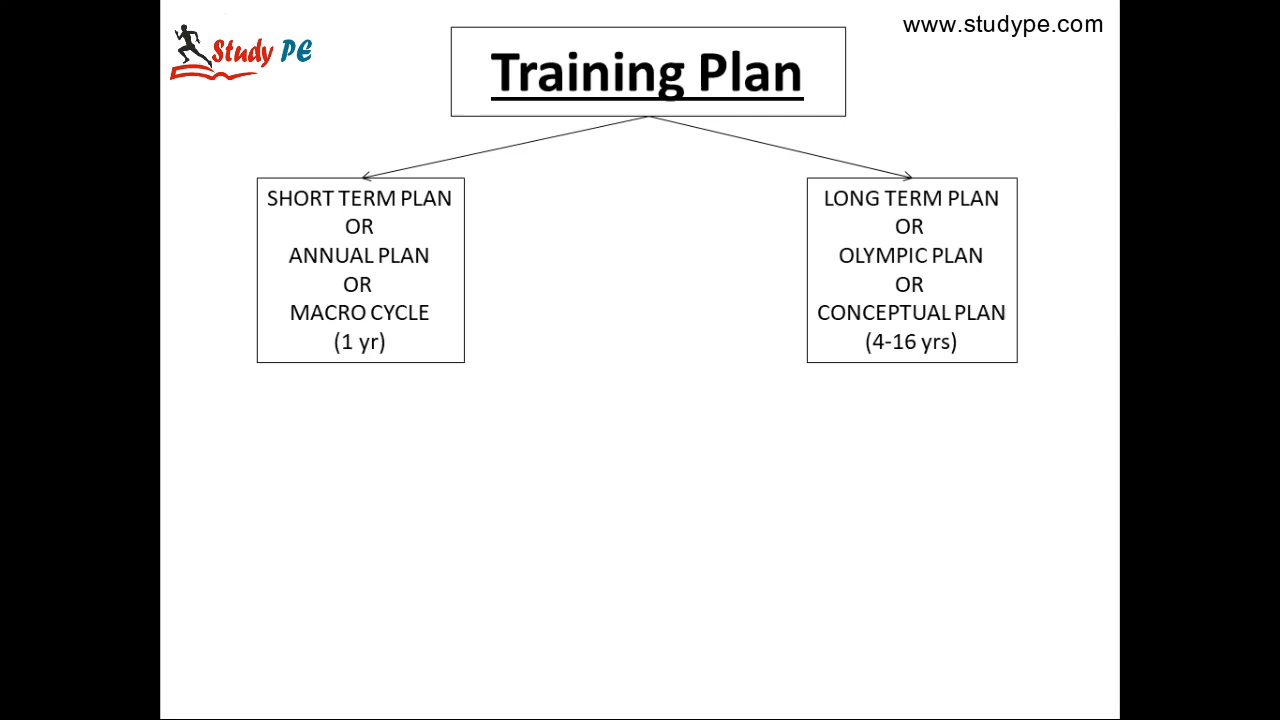 Study PE
www.studype.com
Training Plan
SHORT TERM PLAN
OR
ANNUAL PLAN
OR
MACRO CYCLE
(1 yr)
LONG TERM PLAN
OR
OLYMPIC PLAN
OR
CONCEPTUAL PLAN
(4-16 yrs)